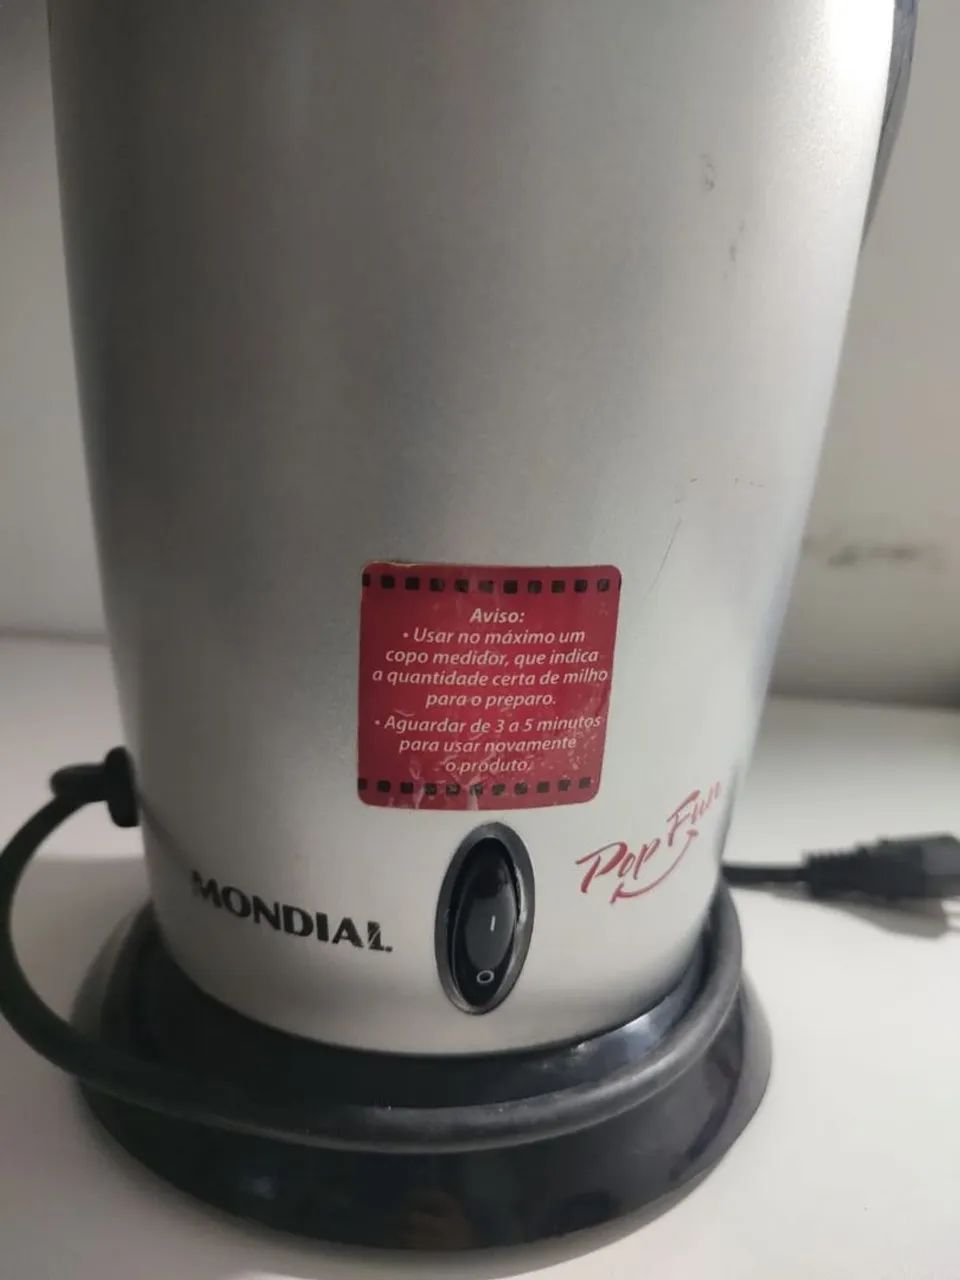 Aviso:
• Usar no máximo um
copo medidor, que indica
a quantidade certa de milho
para o preparo.
• Aguardar de 3 a 5 minutos
para usar novamente
o produto.
Pop Fun
MONDIAL